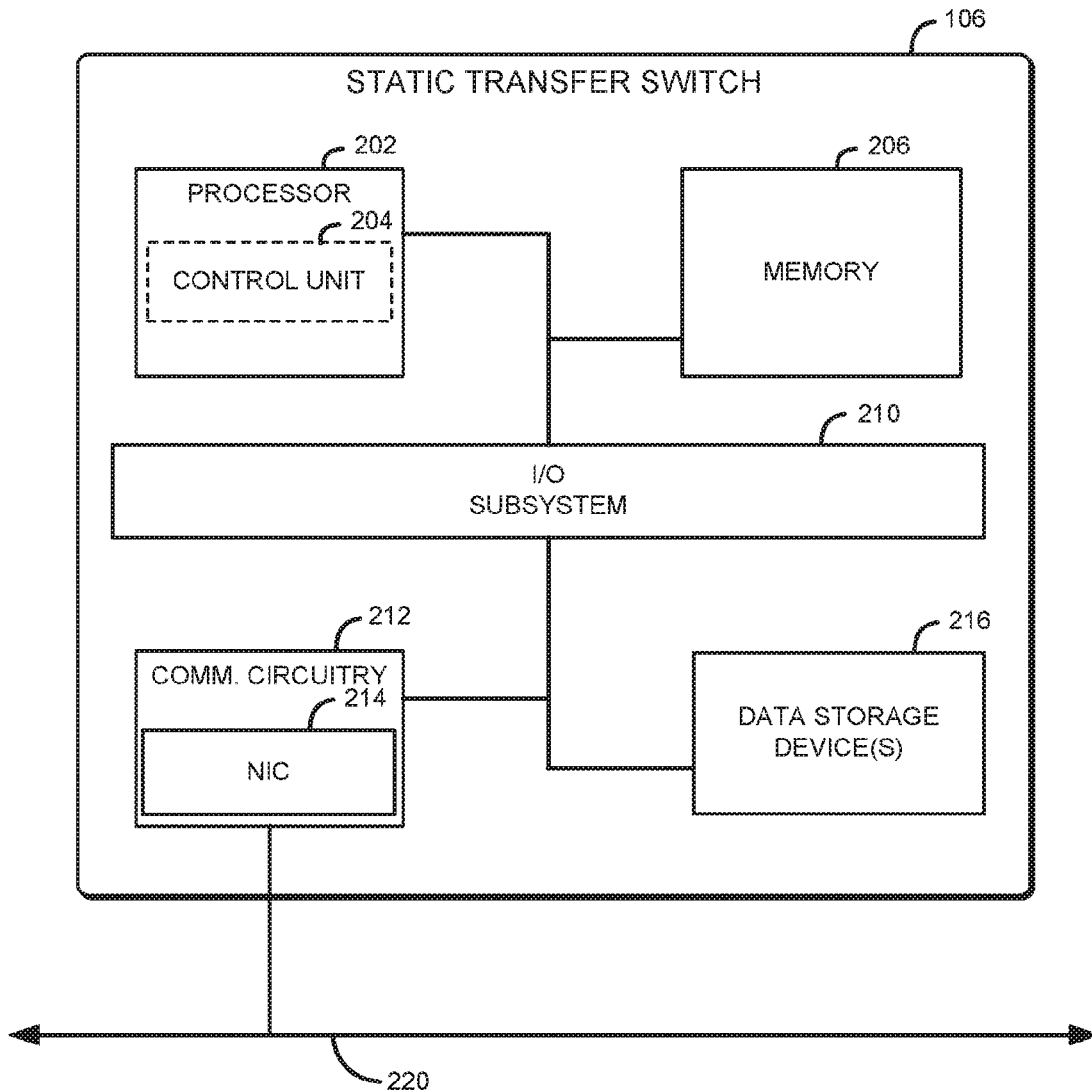 106
STATIC TRANSFER SWITCH
202
PROCESSOR
204
CONTROL UNIT
206
MEMORY
210
I/O
SUBSYSTEM
212
COMM. CIRCUITRY
214
NIC
216
DATA STORAGE
DEVICE(S)
220